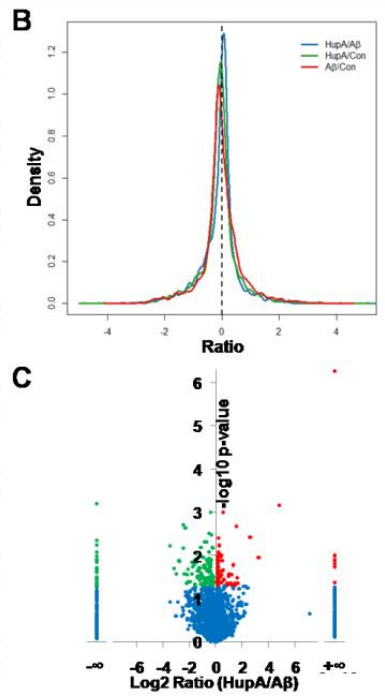 B
HupA/Aβ
HupA/Con
Aβ/Con
1.2
1.0
0.8
0.6
0.4
0.2
0.0
Density
-4 -2 0 2 4
Ratio
C
6
5
4
3
2
1
0
-log10 p-value
-∞ -6 -4 -2 0 2 4 6 +∞
Log2 Ratio (HupA/Aβ)